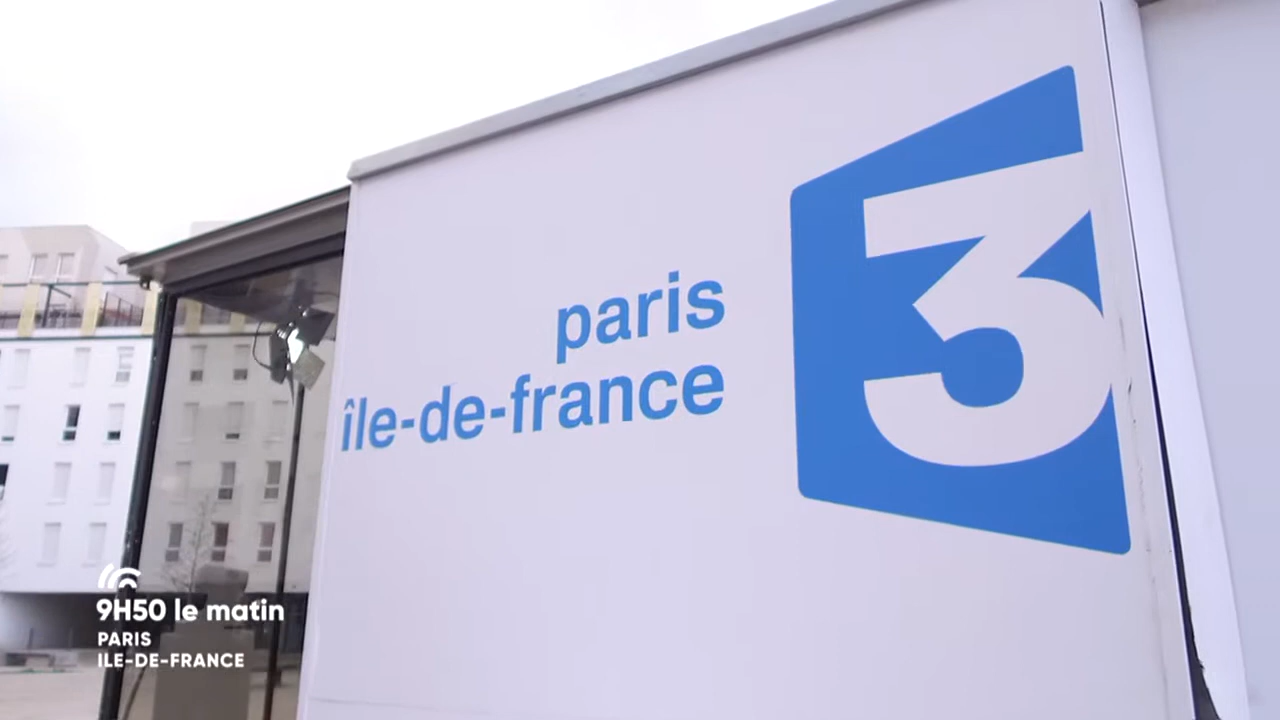 paris
île-de-france
3
9H50 le matin
PARIS
ILE-DE-FRANCE